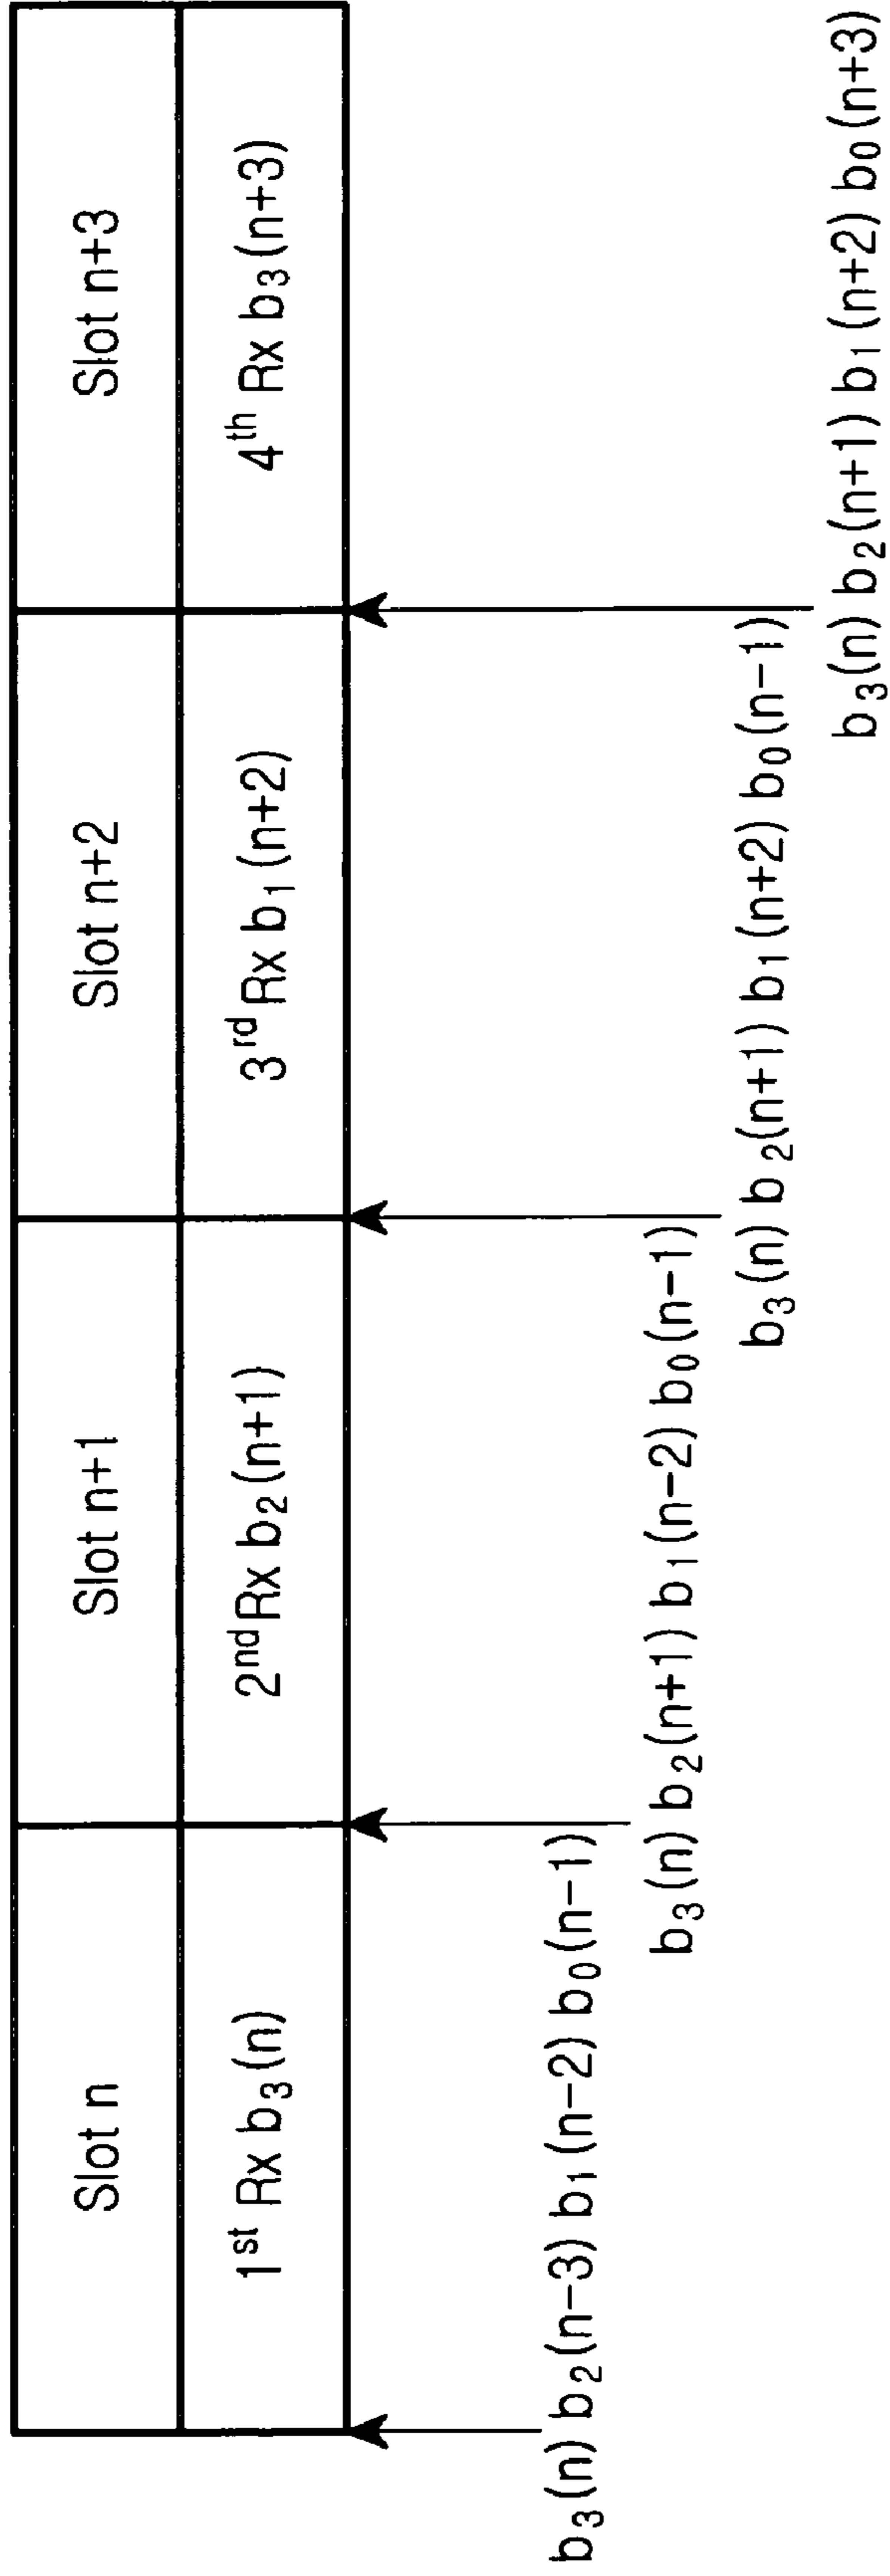 Slot n Slot n+1 Slot n+2 Slot n+3
1st Rx b3(n) 2nd Rx b2(n+1) 3rd Rx b1(n+2) 4th Rx b3(n+3)
b3(n) b2(n-3) b1(n-2) b0(n-1)
b3(n) b2(n+1) b1(n-2) b0(n-1)
b3(n) b2(n+1) b1(n+2) b0(n-1)
b3(n) b2(n+1) b1(n+2) b0(n+3)